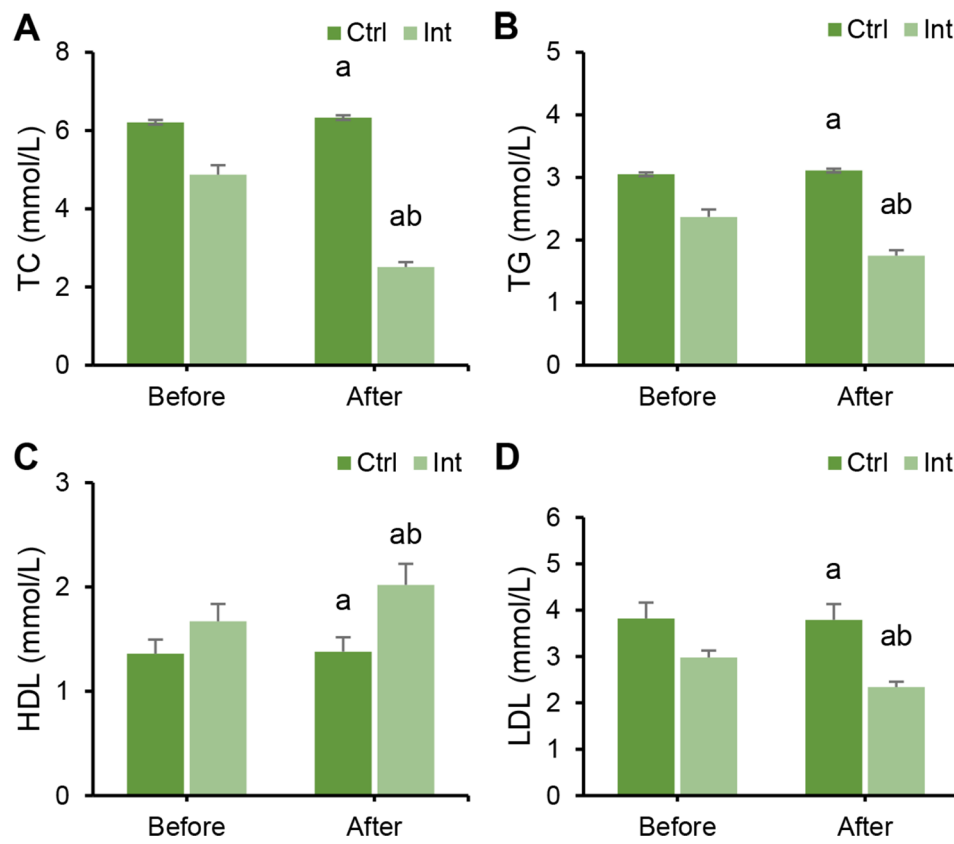 A
Ctrl Int
8
6
4
2
0
TC (mmol/L)
a
ab
Before After
B
Ctrl Int
5
4
3
2
1
0
TG (mmol/L)
a
ab
Before After
C
Ctrl Int
3
2
1
0
HDL (mmol/L)
a
ab
Before After
D
Ctrl Int
6
5
4
3
2
1
0
LDL (mmol/L)
a
ab
Before After